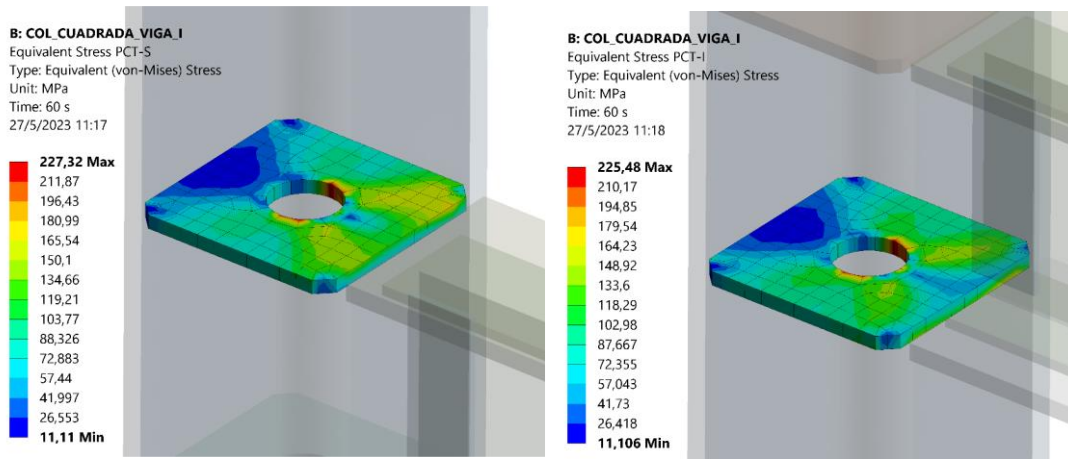 B: COL_CUADRADA_VIGA_I
Equivalent Stress PCT-S
Type: Equivalent (von-Mises) Stress
Unit: MPa
Time: 60 s
27/5/2023 11:17
227,32 Max
211,87
196,43
180,99
165,54
150,1
134,66
119,21
103,77
88,326
72,883
57,44
41,997
26,553
11,11 Min
B: COL_CUADRADA_VIGA_I
Equivalent Stress PCT-I
Type: Equivalent (von-Mises) Stress
Unit: MPa
Time: 60 s
27/5/2023 11:18
225,48 Max
210,17
194,85
179,54
164,23
148,92
133,6
118,29
102,98
87,667
72,355
57,043
41,73
26,418
11,106 Min